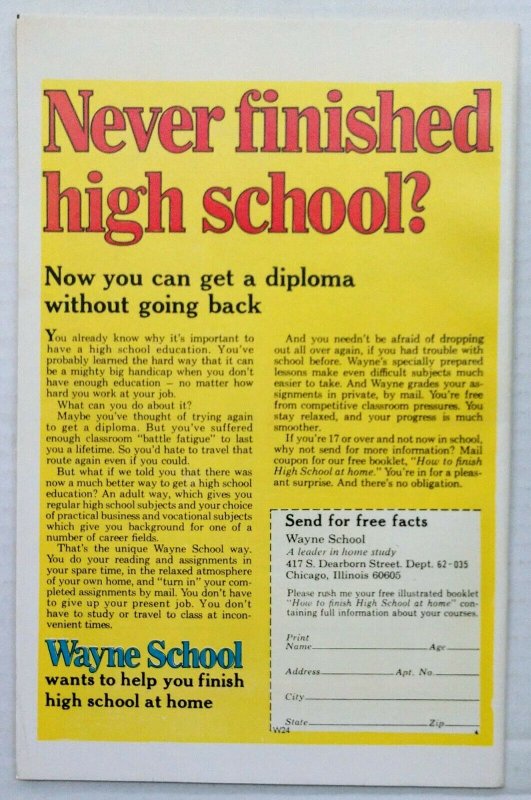 Never finished
high school?
Now you can get a diploma
without going back
You already know why it's important to
have a high school education. You've
probably learned the hard way that it can
be a mighty big handicap when you don't
have enough education – no matter how
hard you work at your job.
What can you do about it?
Maybe you've thought of trying again
to get a diploma. But you've suffered
enough classroom "battle fatigue" to last
you a lifetime. So you'd hate to travel that
route again even if you could.
But what if we told you that there was
now a much better way to get a high school
education? An adult way, which gives you
regular high school subjects and your choice
of practical business and vocational subjects
which give you background for one of a
number of career fields.
That's the unique Wayne School way.
You do your reading and assignments in
your spare time, in the relaxed atmosphere
of your own home, and "turn in" your com-
pleted assignments by mail. You don't have
to give up your present job. You don't
have to study or travel to class at incon-
venient times.
Wayne School
wants to help you finish
high school at home
And you needn't be afraid of dropping
out all over again, if you had trouble with
school before. Wayne's specially prepared
lessons make even difficult subjects much
easier to take. And Wayne grades your as-
signments in private, by mail. You're free
from competitive classroom pressures. You
stay relaxed, and your progress is much
smoother.
If you're 17 or over and not now in school,
why not send for more information? Mail
coupon for our free booklet, "How to finish
High School at home." You're in for a pleas-
ant surprise. And there's no obligation.
Send for free facts
Wayne School
A leader in home study
417 S. Dearborn Street. Dept. 62-035
Chicago, Illinois 60605
Please rush me your free illustrated booklet
"How to finish High School at home" con-
taining full information about your courses.
Print
Name Age
Address Apt. No.
City
State Zip
W24 4